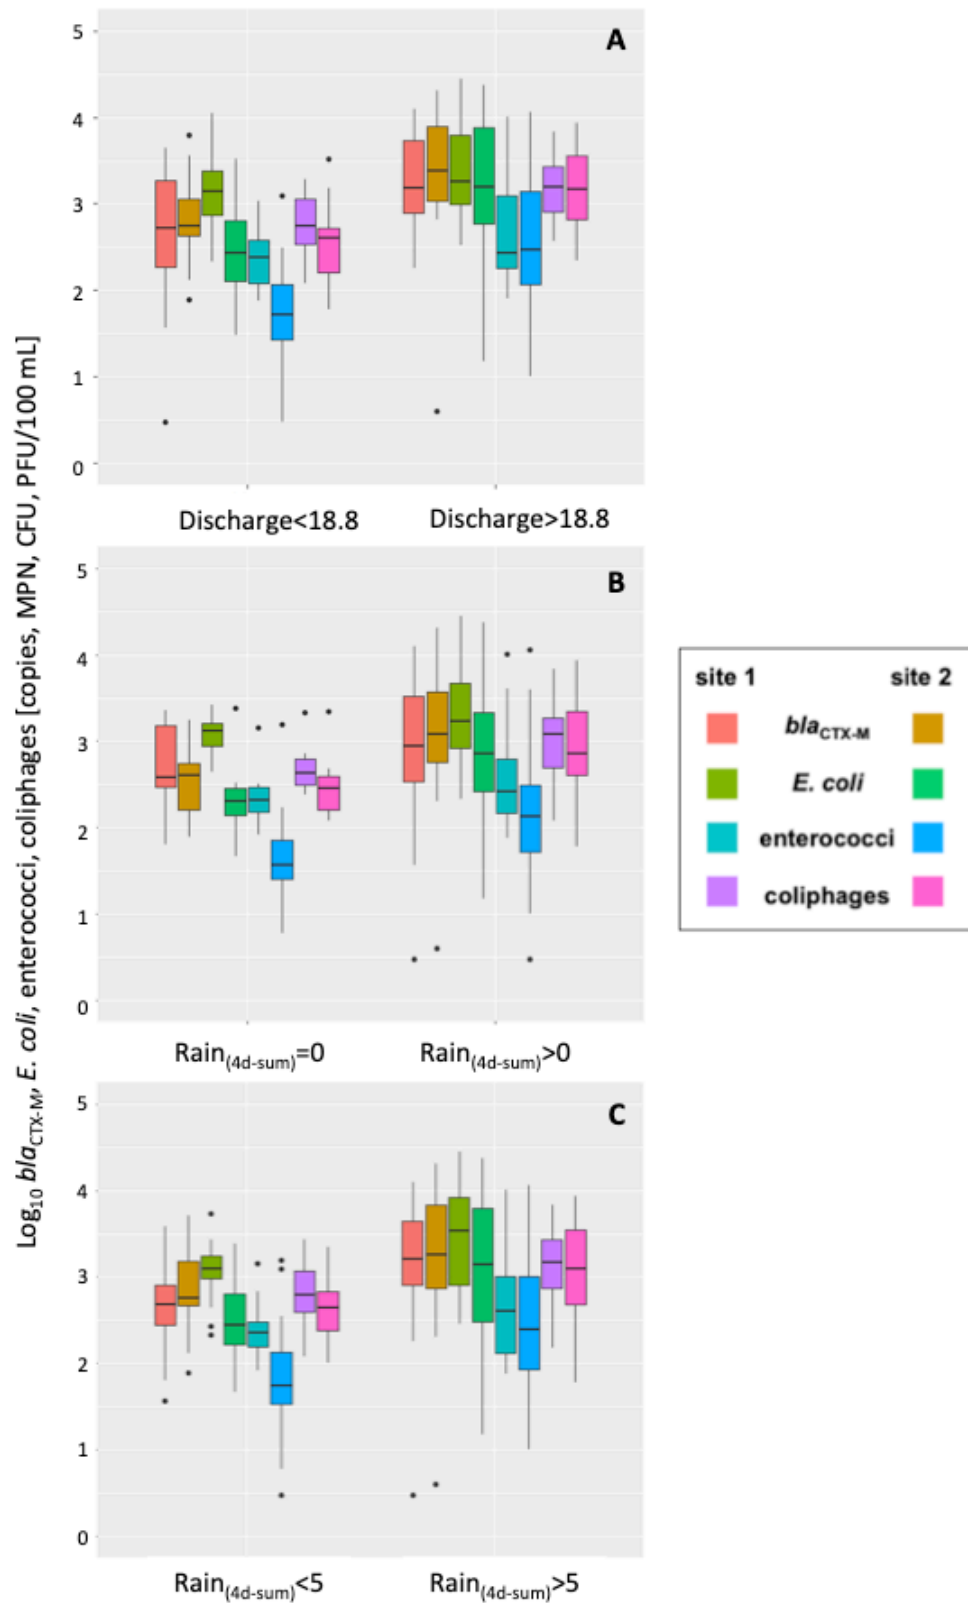 Log10 blaCTX-M, E. coli, enterococci, coliphages [copies, MPN, CFU, PFU/100 mL]
A
5
4
3
2
1
0
Discharge<18.8 Discharge>18.8
B
5
4
3
2
1
0
Rain(4d-sum)=0 Rain(4d-sum)>0
C
5
4
3
2
1
0
Rain(4d-sum)<5 Rain(4d-sum)>5
site 1 site 2
blaCTX-M
E. coli
enterococci
coliphages